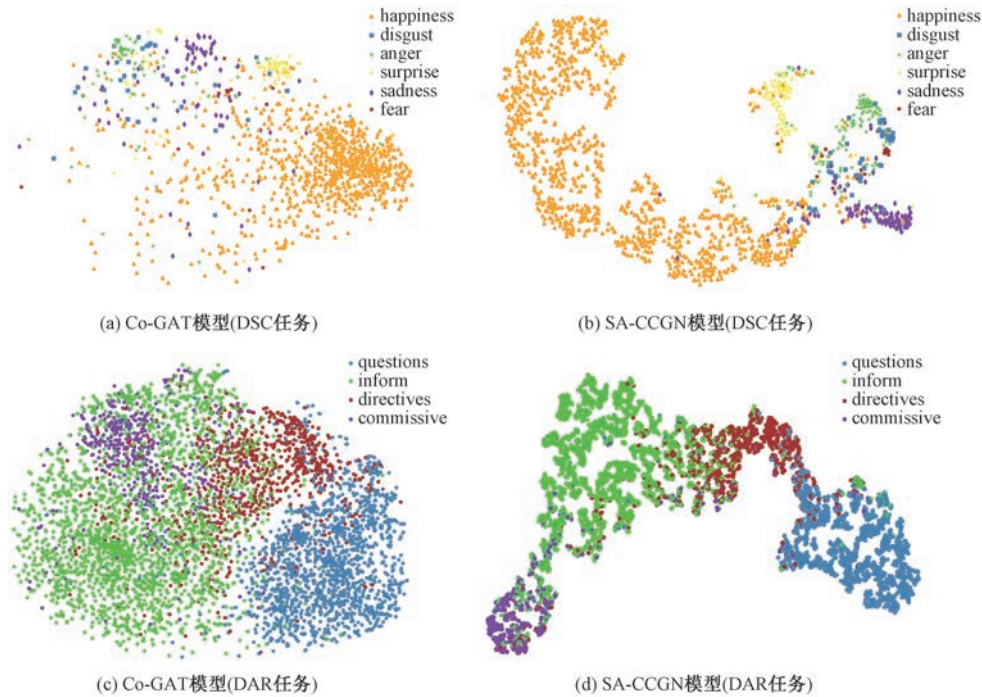 happiness
disgust
anger
surprise
sadness
fear
happiness
disgust
anger
surprise
sadness
fear
(a) Co-GAT模型(DSC任务)
(b) SA-CCGN模型(DSC任务)
questions
inform
directives
commissive
questions
inform
directives
commissive
(c) Co-GAT模型(DAR任务)
(d) SA-CCGN模型(DAR任务)